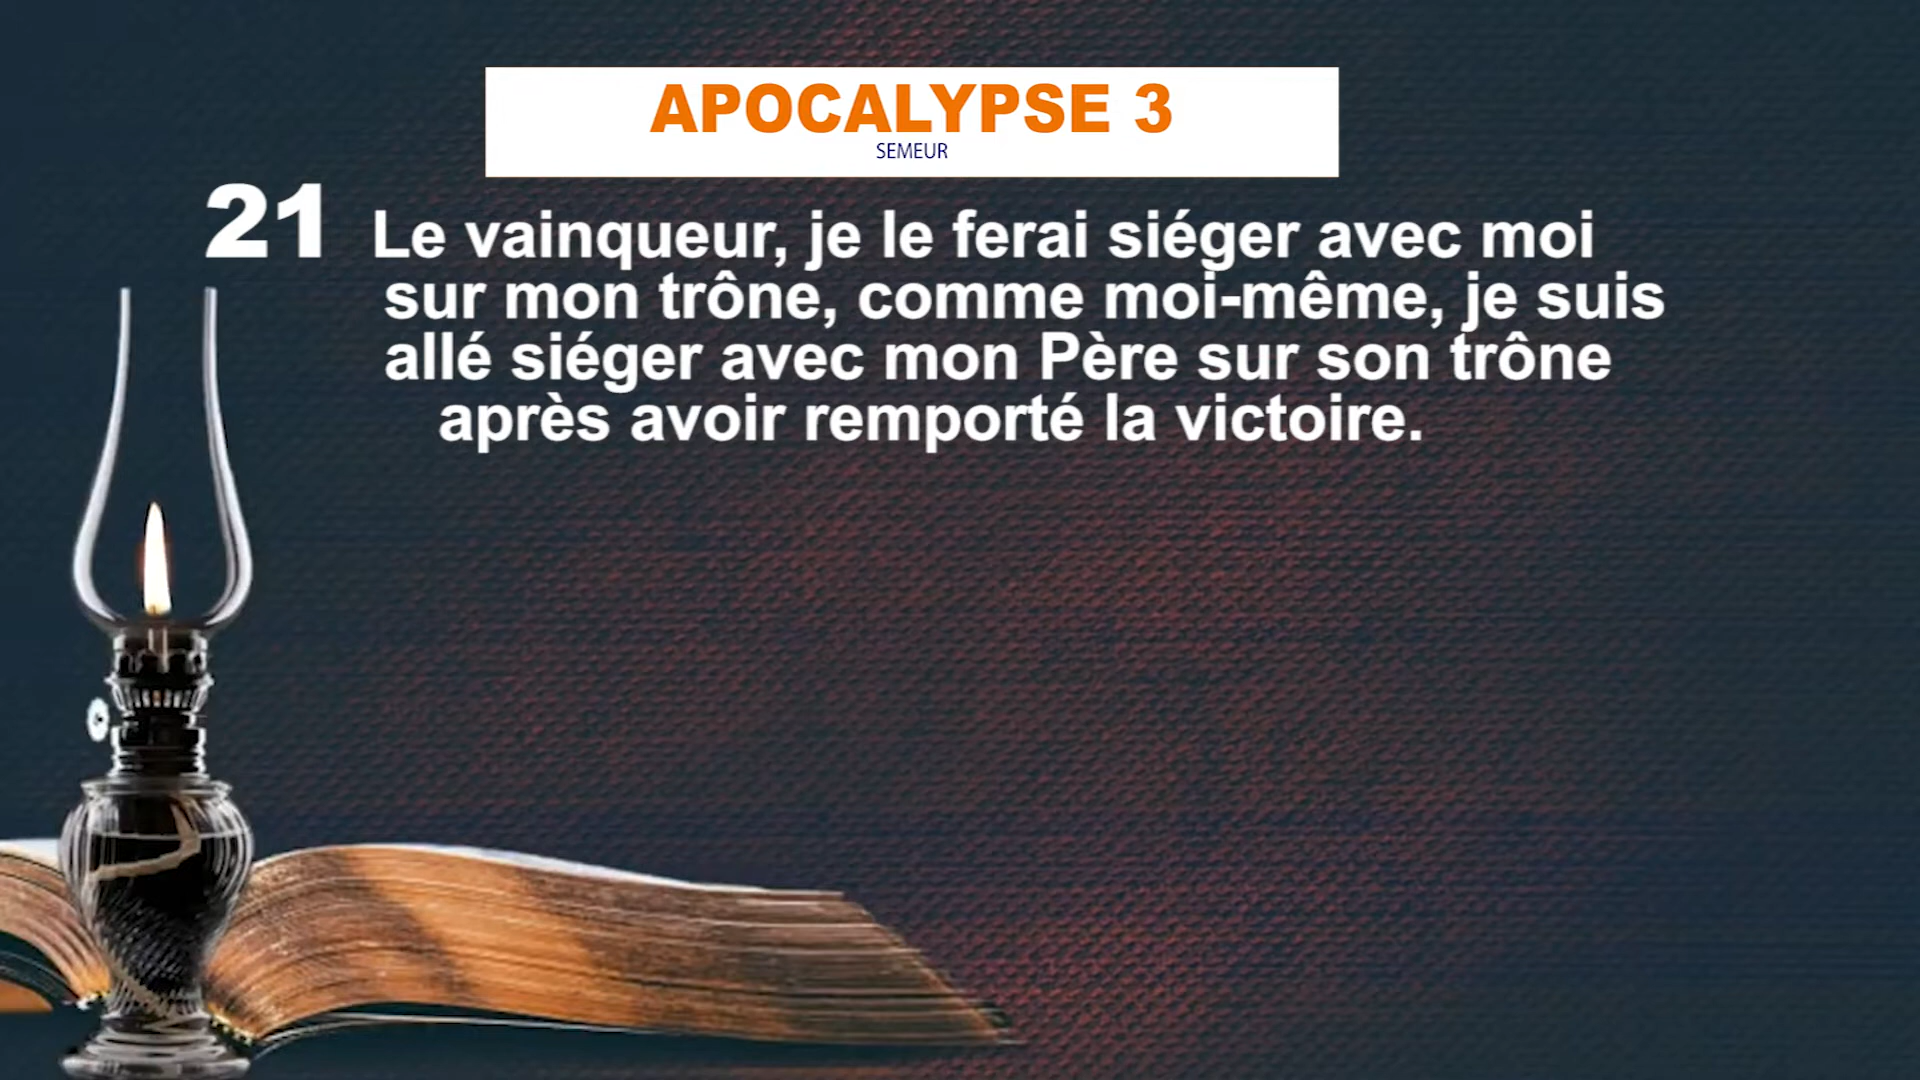 APOCALYPSE 3
SEMEUR
21 Le vainqueur, je le ferai siéger avec moi
sur mon trône, comme moi-même, je suis
allé siéger avec mon Père sur son trône
après avoir remporté la victoire.